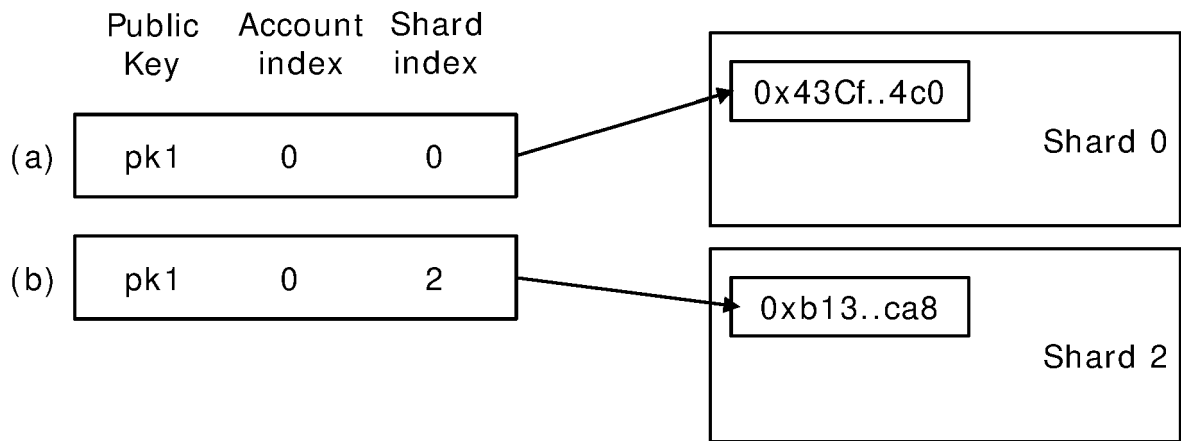 Public Key
Account index
Shard index
(a) pk1 0 0
0x43Cf..4c0
Shard 0
(b) pk1 0 2
0xb13..ca8
Shard 2